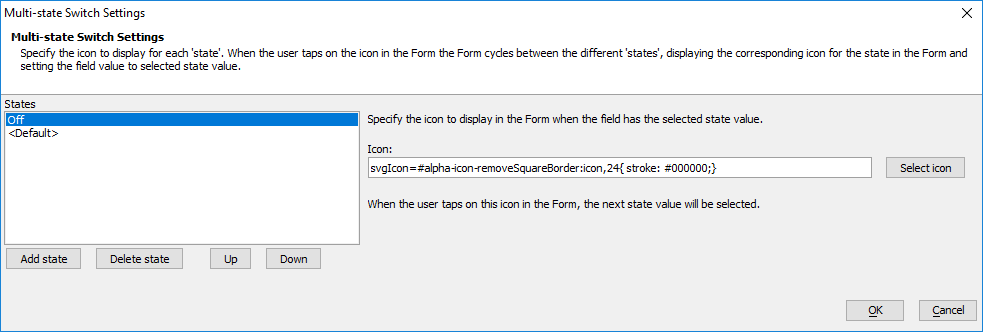 Multi-state Switch Settings
Multi-state Switch Settings
Specify the icon to display for each 'state'. When the user taps on the icon in the Form the Form cycles between the different 'states', displaying the corresponding icon for the state in the Form and
setting the field value to selected state value.
States
Off
<Default>
Specify the icon to display in the Form when the field has the selected state value.
Icon:
svgIcon=#alpha-icon-removeSquareBorder:icon,24{ stroke: #000000;}
Select icon
When the user taps on this icon in the Form, the next state value will be selected.
Add state
Delete state
Up
Down
OK
Cancel